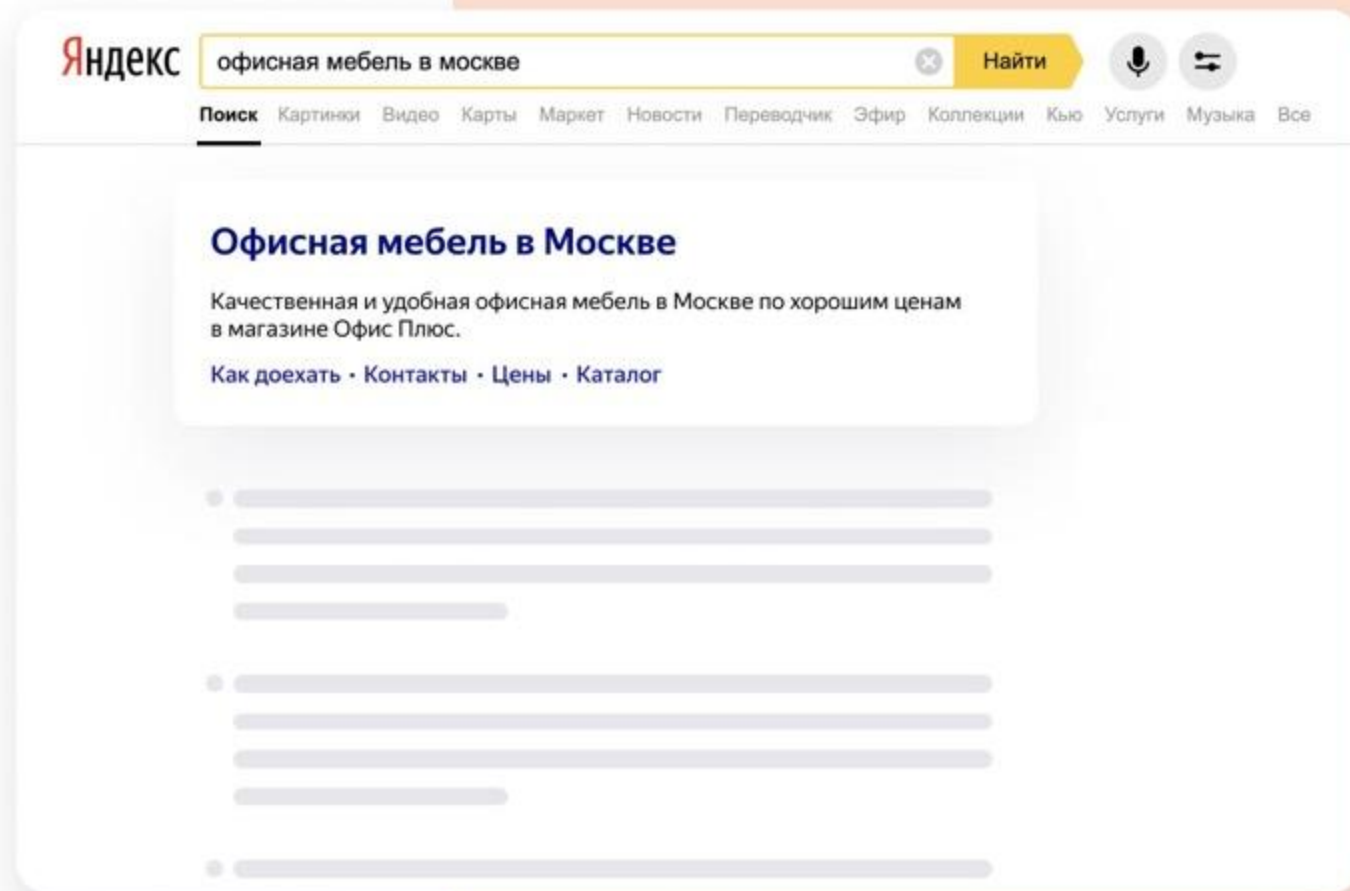 Яндекс
офисная мебель в москве
Найти
Поиск Картинки Видео Карты Маркет Новости Переводчик Эфир Коллекции Кью Услуги Музыка Все
Офисная мебель в Москве
Качественная и удобная офисная мебель в Москве по хорошим ценам
в магазине Офис Плюс.
Как доехать · Контакты · Цены · Каталог